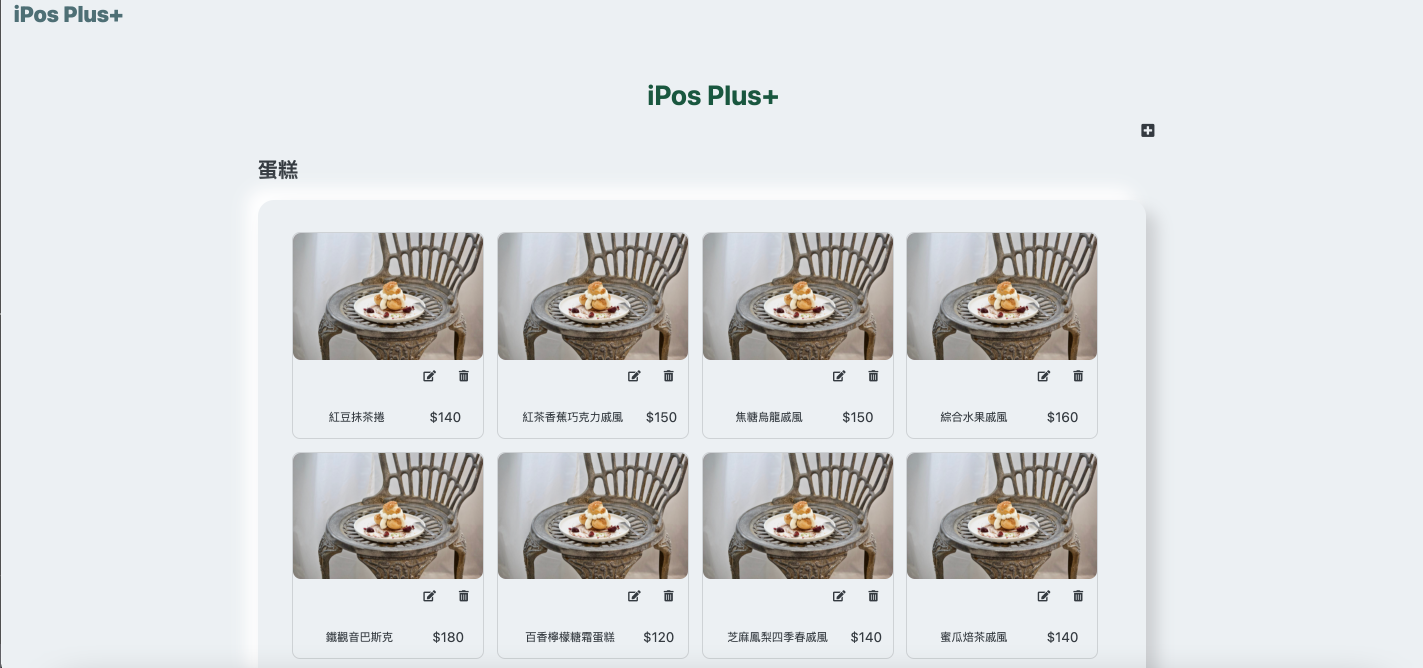 iPos Plus+
iPos Plus+
蛋糕
紅豆抹茶捲 $140
紅茶香蕉巧克力戚風 $150
焦糖烏龍戚風 $150
綜合水果戚風 $160
鐵觀音巴斯克 $180
百香檸檬糖霜蛋糕 $120
芝麻鳳梨四季春戚風 $140
蜜瓜焙茶戚風 $140